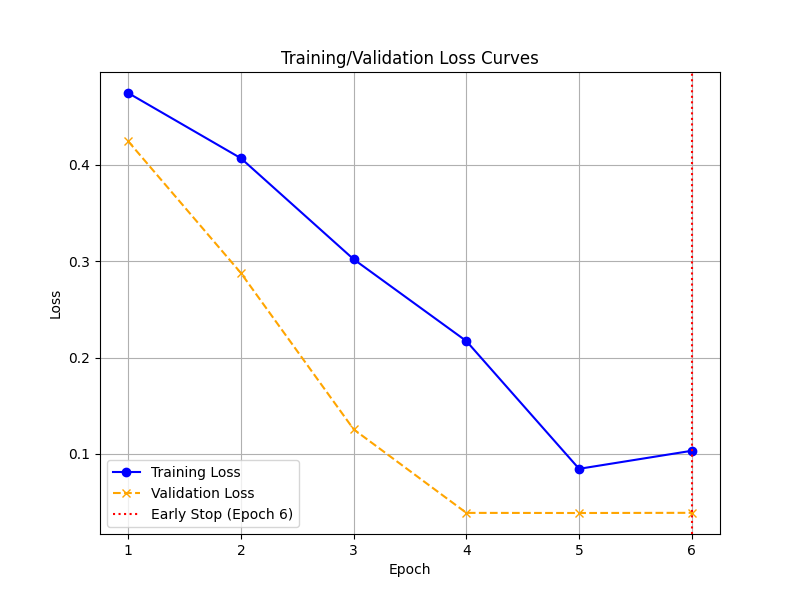 Training/Validation Loss Curves
Loss
0.4
0.3
0.2
0.1
Training Loss
Validation Loss
Early Stop (Epoch 6)
1 2 3 4 5 6
Epoch